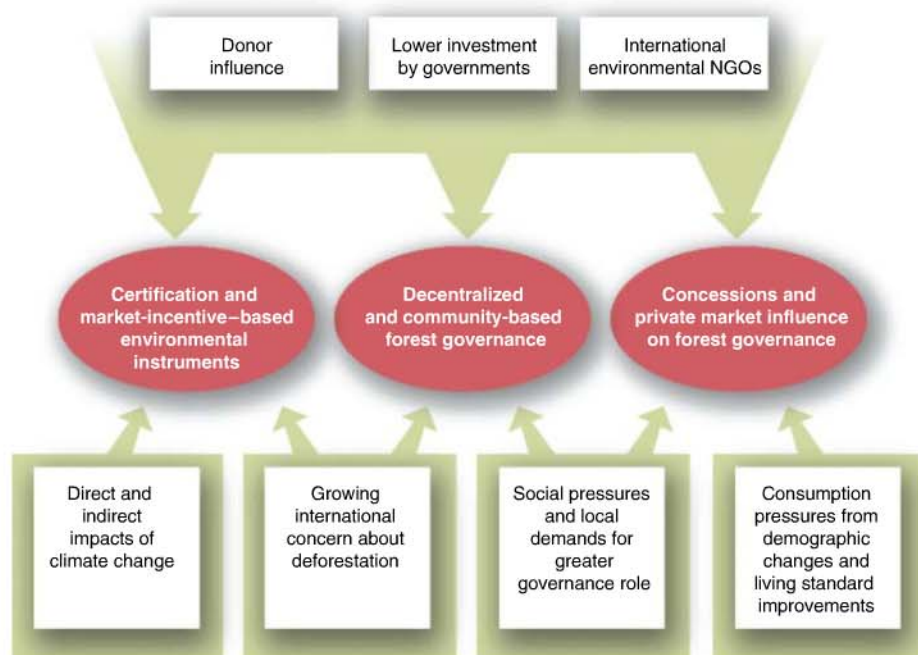 Donor
influence
Lower investment
by governments
International
environmental NGOs
Certification and
market-incentive–based
environmental
instruments
Decentralized
and community-based
forest governance
Concessions and
private market influence
on forest governance
Direct and
indirect
impacts of
climate change
Growing
international
concern about
deforestation
Social pressures
and local
demands for
greater
governance role
Consumption
pressures from
demographic
changes and
living standard
improvements